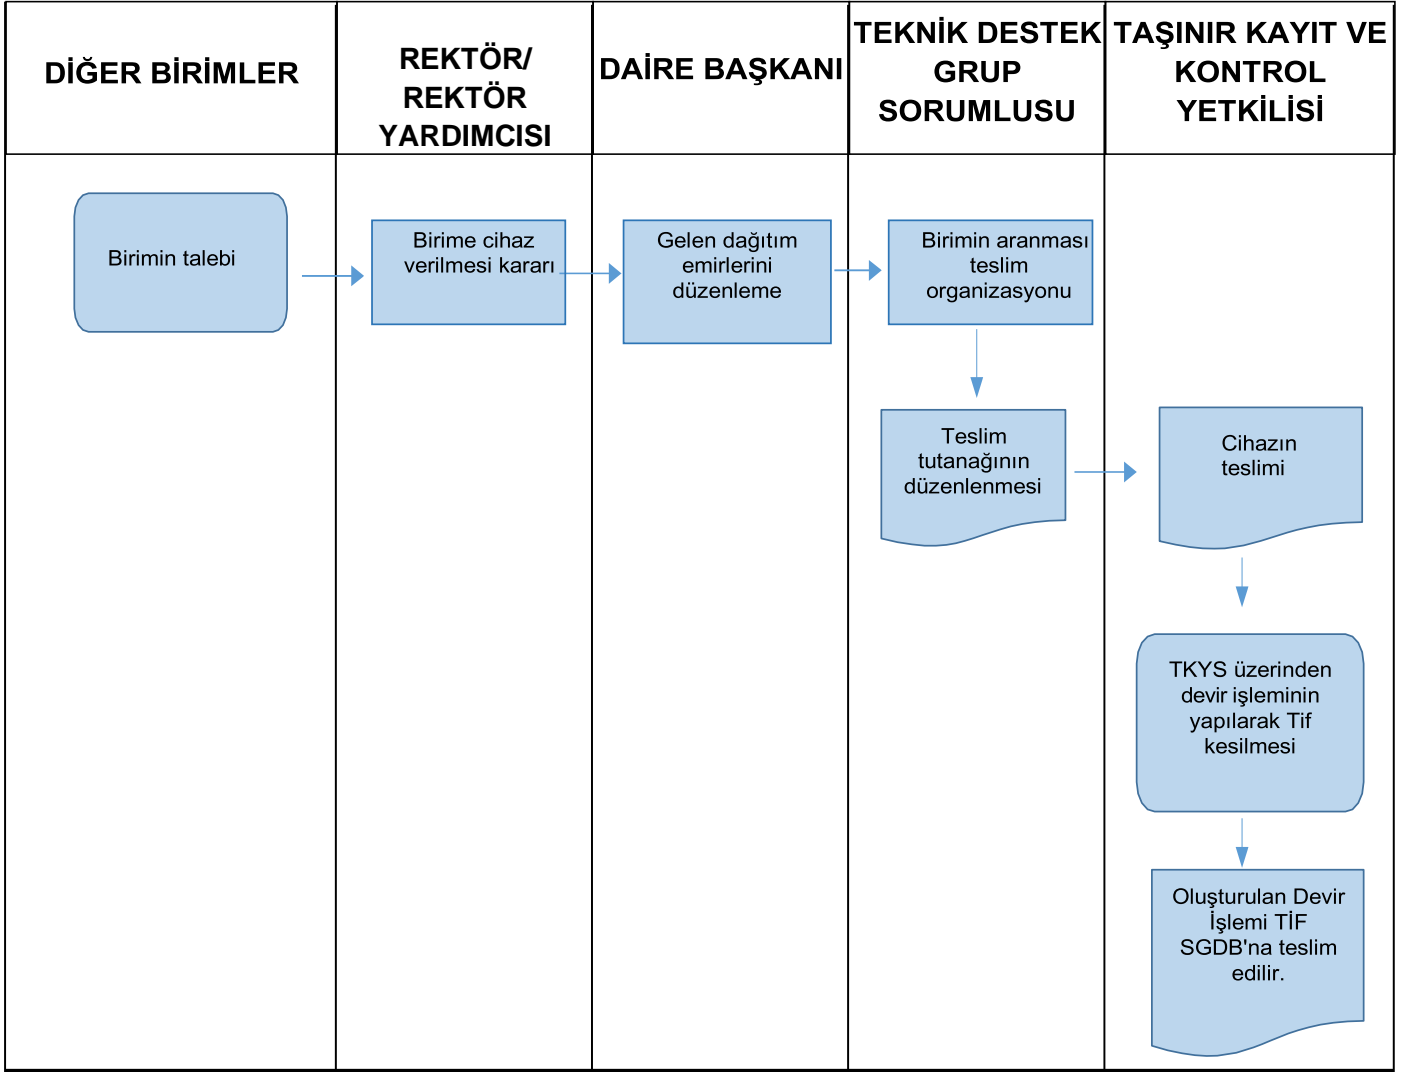 DİĞER BİRİMLER
REKTÖR/
REKTÖR
YARDIMCISI
DAİRE BAŞKANI
TEKNİK DESTEK
GRUP
SORUMLUSU
TAŞINIR KAYIT VE
KONTROL
YETKİLİSİ
Birimin talebi
Birime cihaz
verilmesi kararı
Gelen dağıtım
emirlerini
düzenleme
Birimin aranması
teslim
organizasyonu
Teslim
tutanağının
düzenlenmesi
Cihazın
teslimi
TKYS üzerinden
devir işleminin
yapılarak Tif
kesilmesi
Oluşturulan Devir
İşlemi TİF
SGDB'na teslim
edilir.